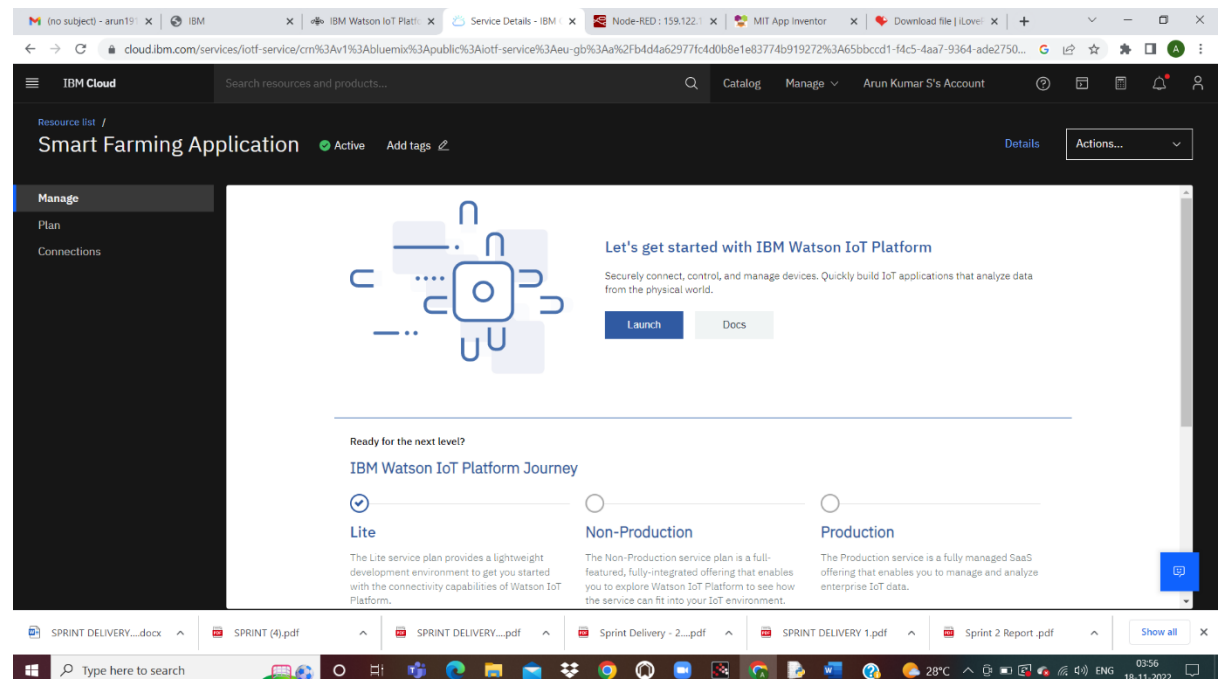 (no subject) - arun191
IBM
IBM Watson IoT Platfo
Service Details - IBM C
Node-RED : 159.122.1
MIT App Inventor
Download file | iLoveP
cloud.ibm.com/services/iotf-service/crn%3Av1%3Abluemix%3Apublic%3Aiotf-service%3Aeu-gb%3Aa%2Fb4d4a62977fc4d0b8e1e83774b919272%3A65bbccd1-f4c5-4aa7-9364-ade2750...
A
IBM Cloud
Search resources and products...
Catalog
Manage
Arun Kumar S's Account
Resource list /
Smart Farming Application
Active
Add tags
Details
Actions...
Manage
Plan
Connections
Let's get started with IBM Watson IoT Platform
Securely connect, control, and manage devices. Quickly build IoT applications that analyze data
from the physical world.
Launch
Docs
Ready for the next level?
IBM Watson IoT Platform Journey
Lite
The Lite service plan provides a lightweight
development environment to get you started
with the connectivity capabilities of Watson IoT
Platform.
Non-Production
The Non-Production service plan is a full-
featured, fully-integrated offering that enables
you to explore Watson IoT Platform to see how
the service can fit into your IoT environment.
Production
The Production service is a fully managed SaaS
offering that enables you to manage and analyze
enterprise IoT data.
SPRINT DELIVERY....docx
SPRINT (4).pdf
SPRINT DELIVERY....pdf
Sprint Delivery - 2....pdf
SPRINT DELIVERY 1.pdf
Sprint 2 Report .pdf
Show all
Type here to search
28°C
ENG
03:56
18-11-2022